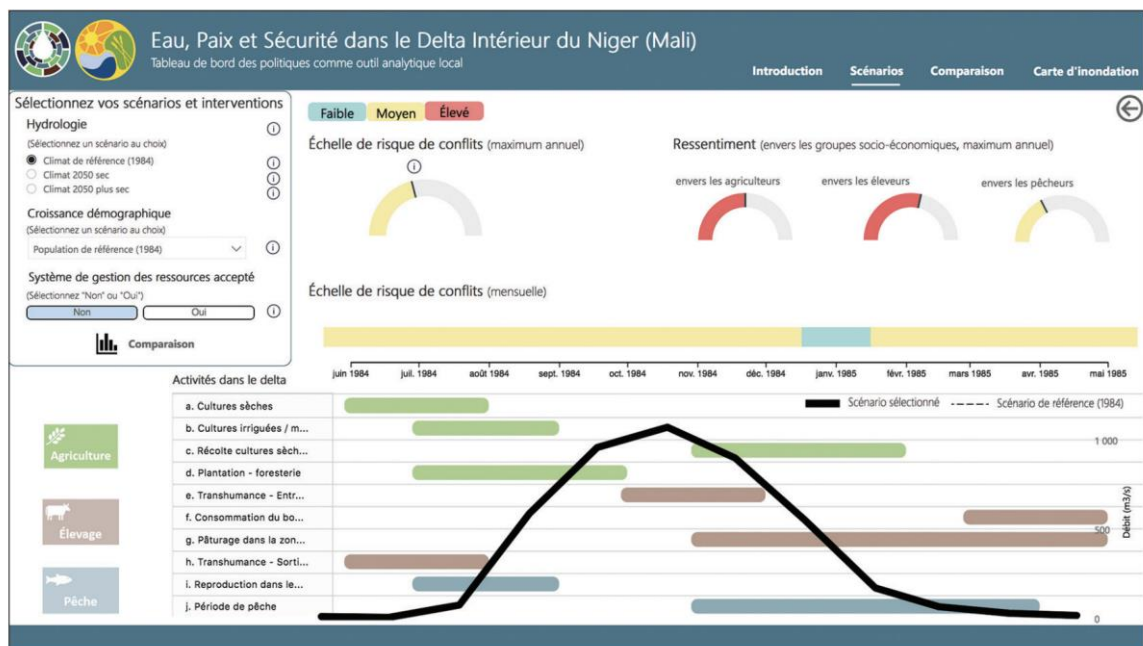 Eau, Paix et Sécurité dans le Delta Intérieur du Niger (Mali)
Tableau de bord des politiques comme outil analytique local
Introduction
Scénarios
Comparaison
Carte d'inondation
Sélectionnez vos scénarios et interventions
Hydrologie
(Sélectionnez un scénario au choix)
Climat de référence (1984)
Climat 2050 sec
Climat 2050 plus sec
Croissance démographique
(Sélectionnez un scénario au choix)
Population de référence (1984)
Système de gestion des ressources accepté
(Sélectionnez "Non" ou "Oui")
Non
Oui
Comparaison
Faible
Moyen
Élevé
Échelle de risque de conflits (maximum annuel)
Ressentiment (envers les groupes socio-économiques, maximum annuel)
envers les agriculteurs
envers les éleveurs
envers les pêcheurs
Échelle de risque de conflits (mensuelle)
juin 1984
juil. 1984
août 1984
sept. 1984
oct. 1984
nov. 1984
déc. 1984
janv. 1985
févr. 1985
mars 1985
avr. 1985
mai 1985
Activités dans le delta
Scénario sélectionné
Scénario de référence (1984)
Agriculture
Élevage
Pêche
a. Cultures sèches
b. Cultures irriguées / m...
c. Récolte cultures sèch...
d. Plantation - foresterie
e. Transhumance - Entr...
f. Consommation du bo...
g. Pâturage dans la zon...
h. Transhumance - Sorti...
i. Reproduction dans le...
j. Période de pêche
1 000
500
0
Débit (m3/s)